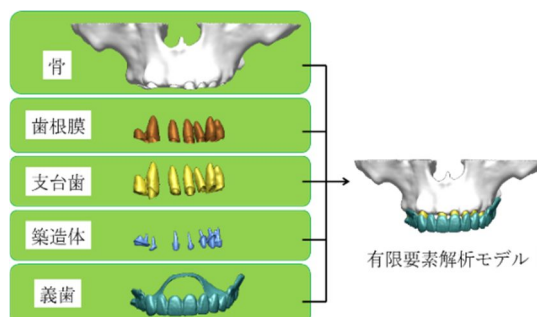 骨
歯根膜
支台歯
築造体
義歯
有限要素解析モデル